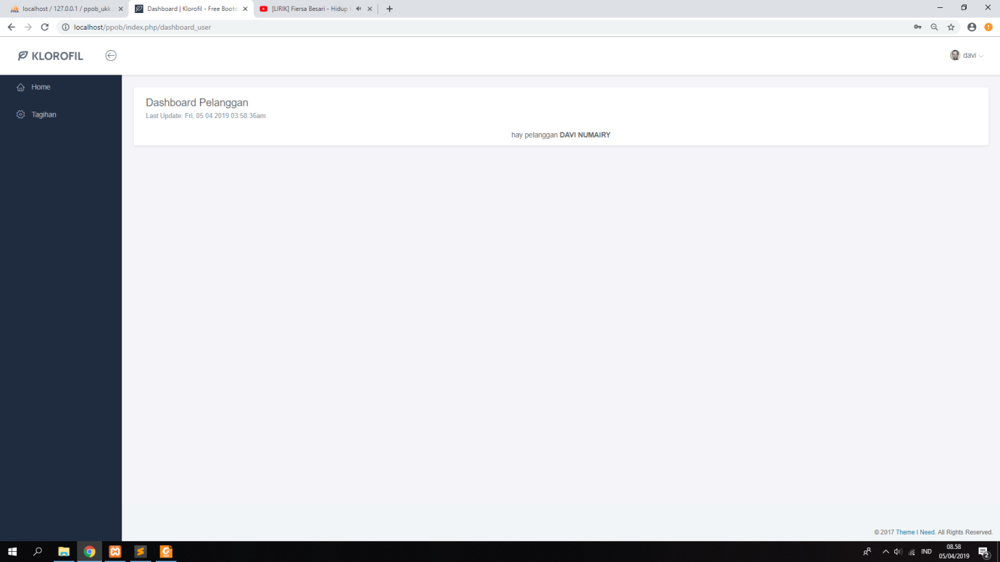 localhost / 127.0.0.1 / ppob_ukk
Dashboard | Klorofil - Free Boots
[LIRIK] Fiersa Besari - Hidup
localhost/ppob/index.php/dashboard_user
KLOROFIL
davi
Home
Tagihan
Dashboard Pelanggan
Last Update: Fri, 05 04 2019 03:58:36am
hay pelanggan DAVI NUMAIRY
© 2017 Theme I Need. All Rights Reserved.
IND
08.58
05/04/2019
2